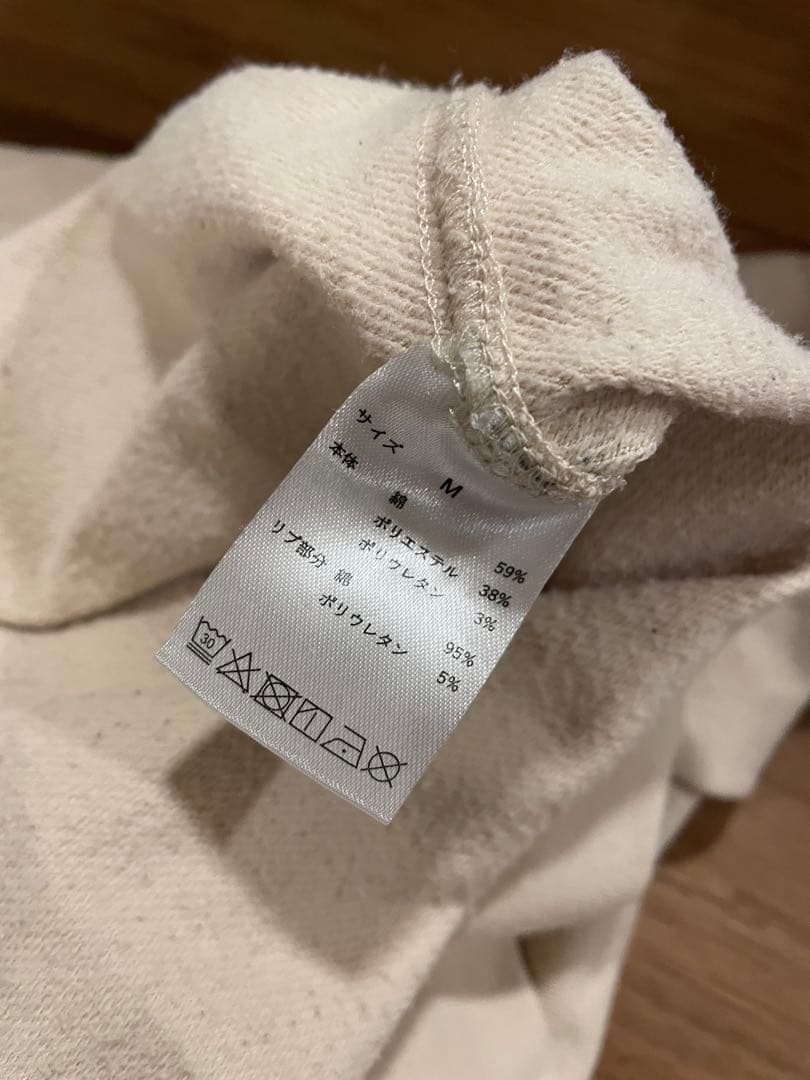 サイズ M
本体 綿 59%
ポリエステル 38%
ポリウレタン 3%
リブ部分 綿 95%
ポリウレタン 5%
30